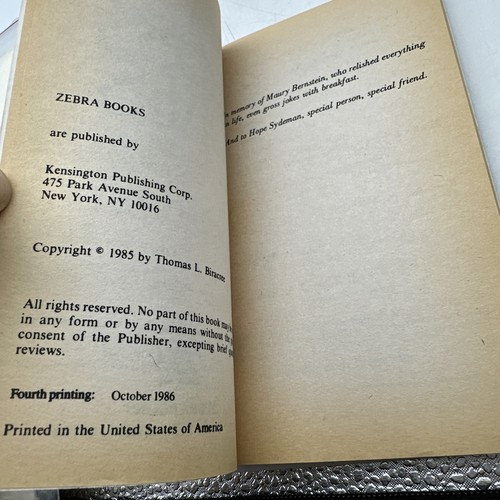 ZEBRA BOOKS
are published by
Kensington Publishing Corp.
475 Park Avenue South
New York, NY 10016
Copyright © 1985 by Thomas L.
All rights reserved. No part of this book may
in any form or by any means without the
consent of the Publisher, excepting brief
reviews.
Fourth printing: October 1986
Printed in the United States of America
memory of Maury Bernstein, who relished everything
life, even gross jokes with breakfast.
And to Hope Sydeman, special person, special friend.